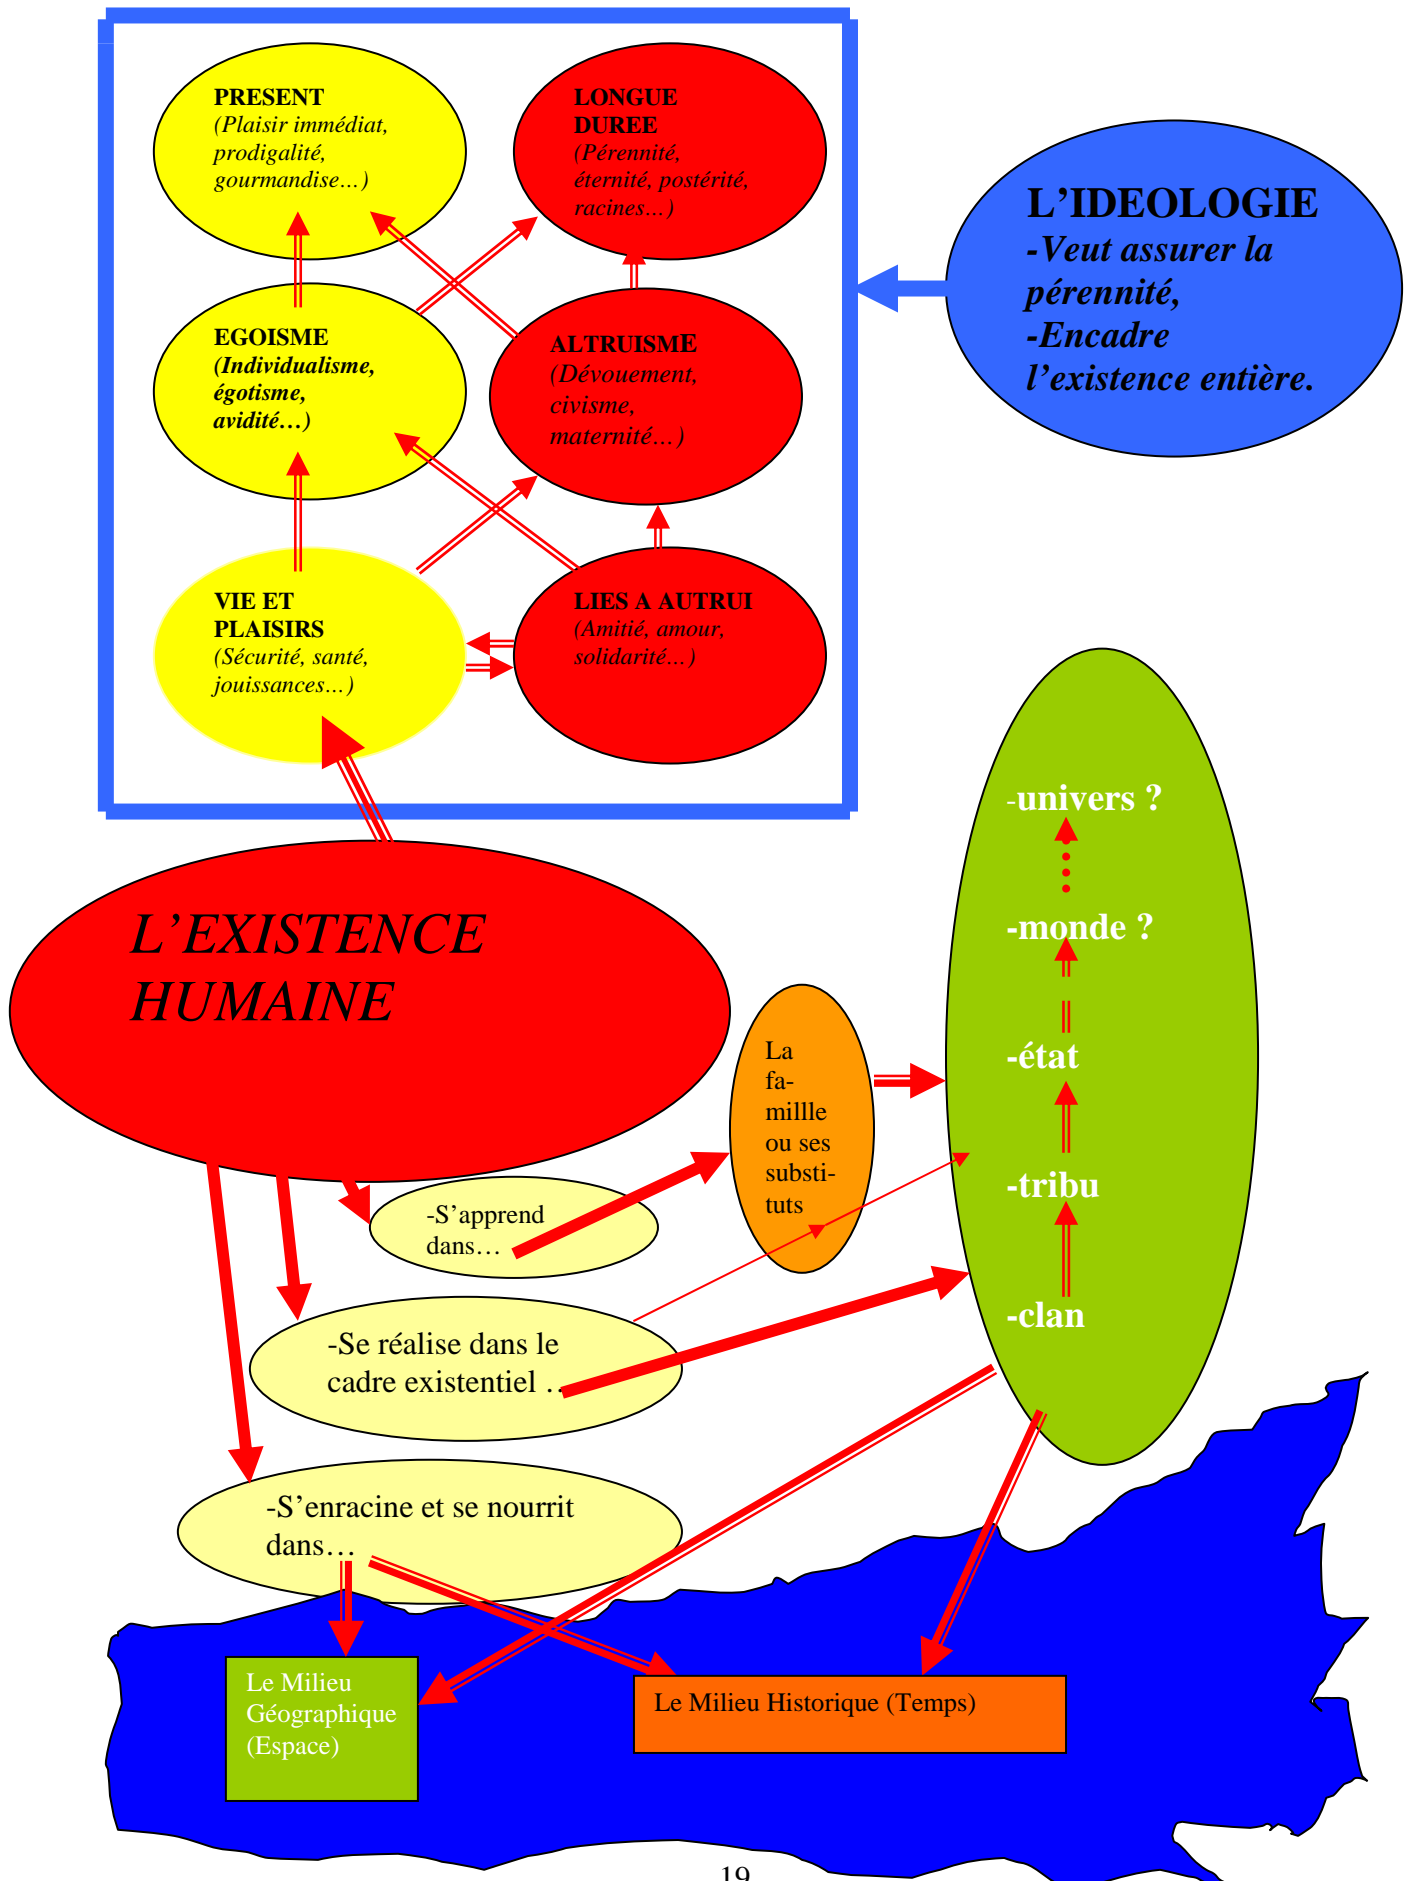 PRESENT
(Plaisir immédiat,
prodigalité,
gourmandise…)
LONGUE
DUREE
(Pérennité,
éternité, postérité,
racines…)
L’IDEOLOGIE
-Veut assurer la
pérennité,
-Encadre
l’existence entière.
EGOISME
(Individualisme,
égotisme,
avidité…)
ALTRUISME
(Dévouement,
civisme,
maternité…)
VIE ET
PLAISIRS
(Sécurité, santé,
jouissances…)
LIES A AUTRUI
(Amitié, amour,
solidarité…)
-univers ?
-monde ?
-état
-tribu
-clan
L’EXISTENCE
HUMAINE
La
fa-
millle
ou ses
substi-
tuts
-S’apprend
dans…
-Se réalise dans le
cadre existentiel …
-S’enracine et se nourrit
dans…
Le Milieu
Géographique
(Espace)
Le Milieu Historique (Temps)
19